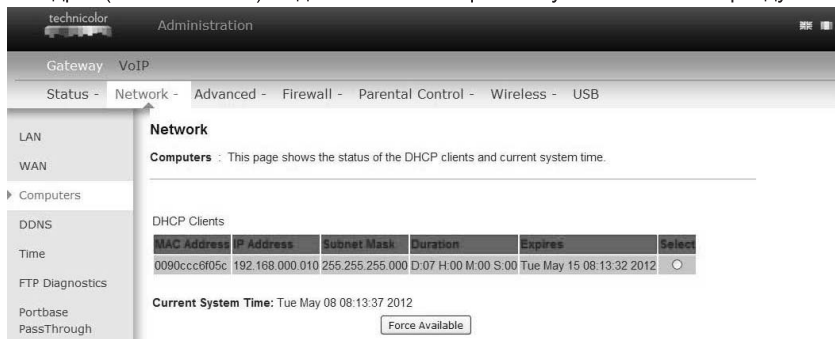 technicolor
Administration
Gateway VoIP
Status - Network - Advanced - Firewall - Parental Control - Wireless - USB
LAN
WAN
Computers
DDNS
Time
FTP Diagnostics
Portbase
PassThrough
Network
Computers : This page shows the status of the DHCP clients and current system time.
DHCP Clients
MAC Address IP Address Subnet Mask Duration Expires Select
0090ccc6f05c 192.168.000.010 255.255.255.000 D:07 H:00 M:00 S:00 Tue May 15 08:13:32 2012
Current System Time: Tue May 08 08:13:37 2012
Force Available